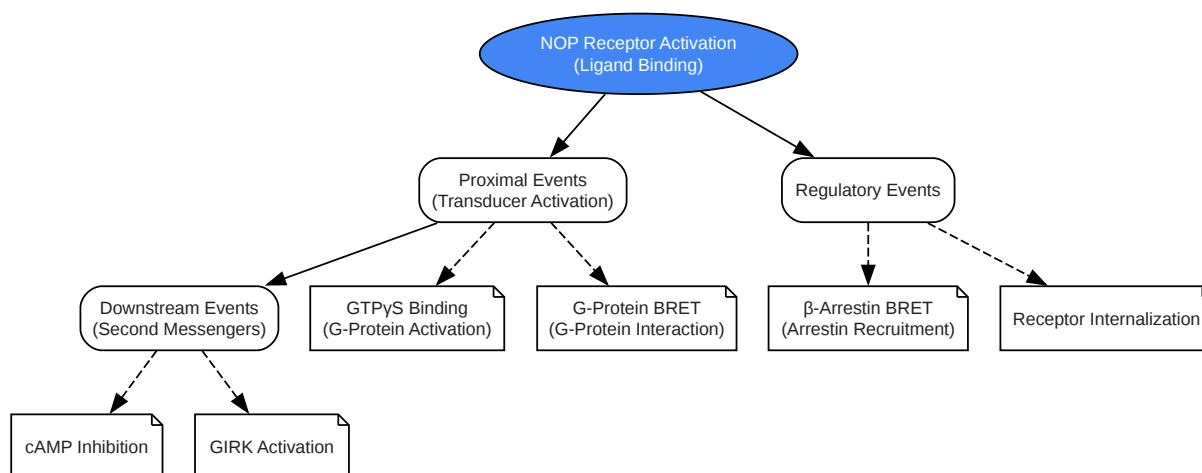 NOP Receptor Activation
(Ligand Binding)
Proximal Events
(Transducer Activation)
Regulatory Events
Downstream Events
(Second Messengers)
GTPγS Binding
(G-Protein Activation)
G-Protein BRET
(G-Protein Interaction)
β-Arrestin BRET
(Arrestin Recruitment)
Receptor Internalization
cAMP Inhibition
GIRK Activation